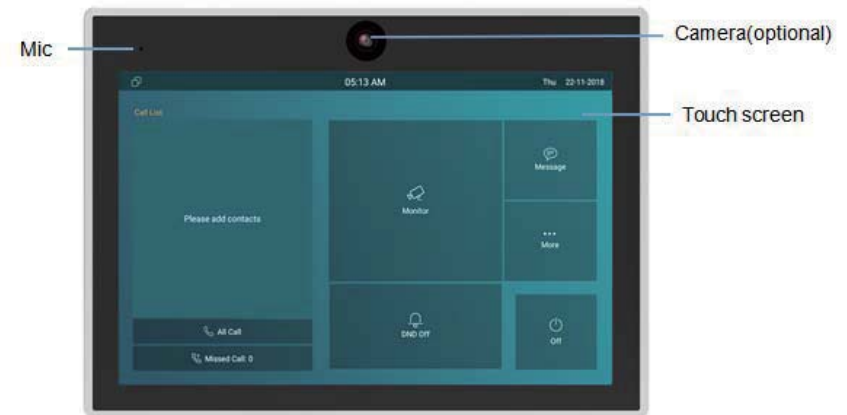 Mic
Camera(optional)
05:13 AM
Thu 22-11-2018
Touch screen
Call List
Please add contacts
Monitor
Message
More
All Call
Missed Call: 0
DND Off
Off